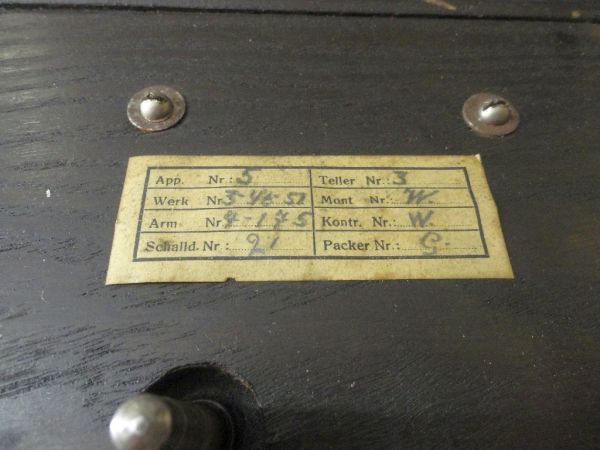 App. Nr.: 5 Teller Nr.: 3
Werk Nr. Mont Nr. W.
Arm Nr. 4-175 Kontr. Nr.: W.
Schalld. Nr.: 21 Packer Nr.: G.